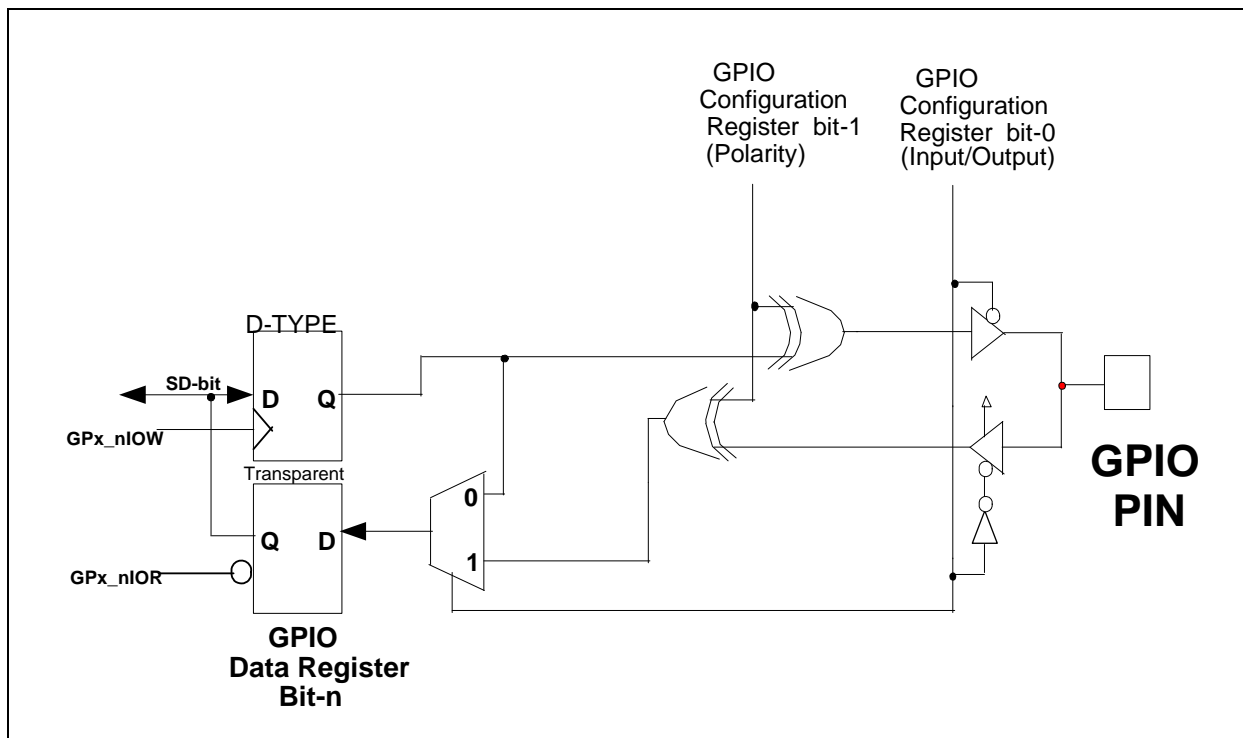 GPIO
Configuration
Register bit-1
(Polarity)
GPIO
Configuration
Register bit-0
(Input/Output)
D-TYPE
SD-bit
D
Q
GPx_nIOW
Transparent
0
GPIO
PIN
Q
D
1
GPx_nIOR
GPIO
Data Register
Bit-n